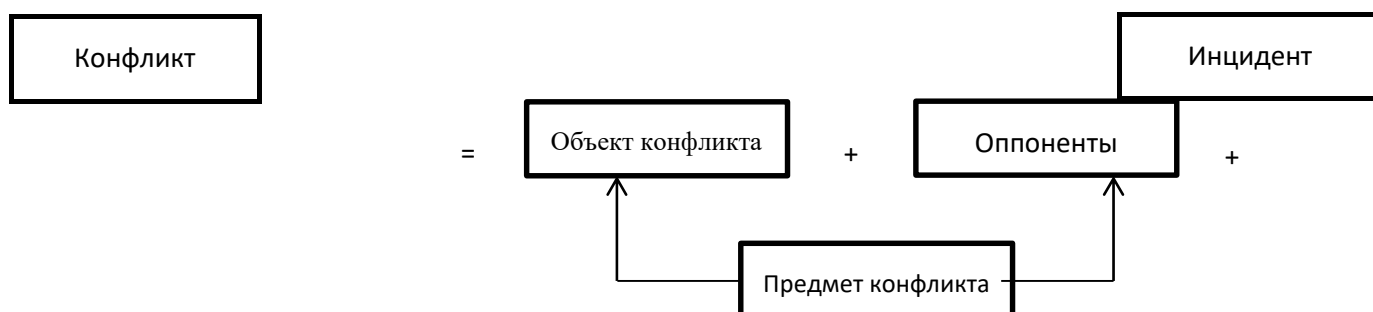 Конфликт
Инцидент
= Объект конфликта + Оппоненты +
Предмет конфликта